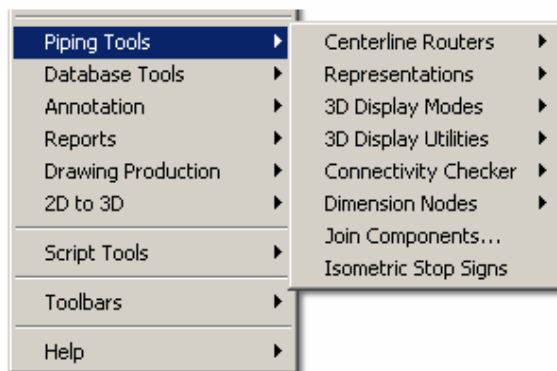 Piping Tools
Database Tools
Annotation
Reports
Drawing Production
2D to 3D
Script Tools
Toolbars
Help
Centerline Routers
Representations
3D Display Modes
3D Display Utilities
Connectivity Checker
Dimension Nodes
Join Components...
Isometric Stop Signs